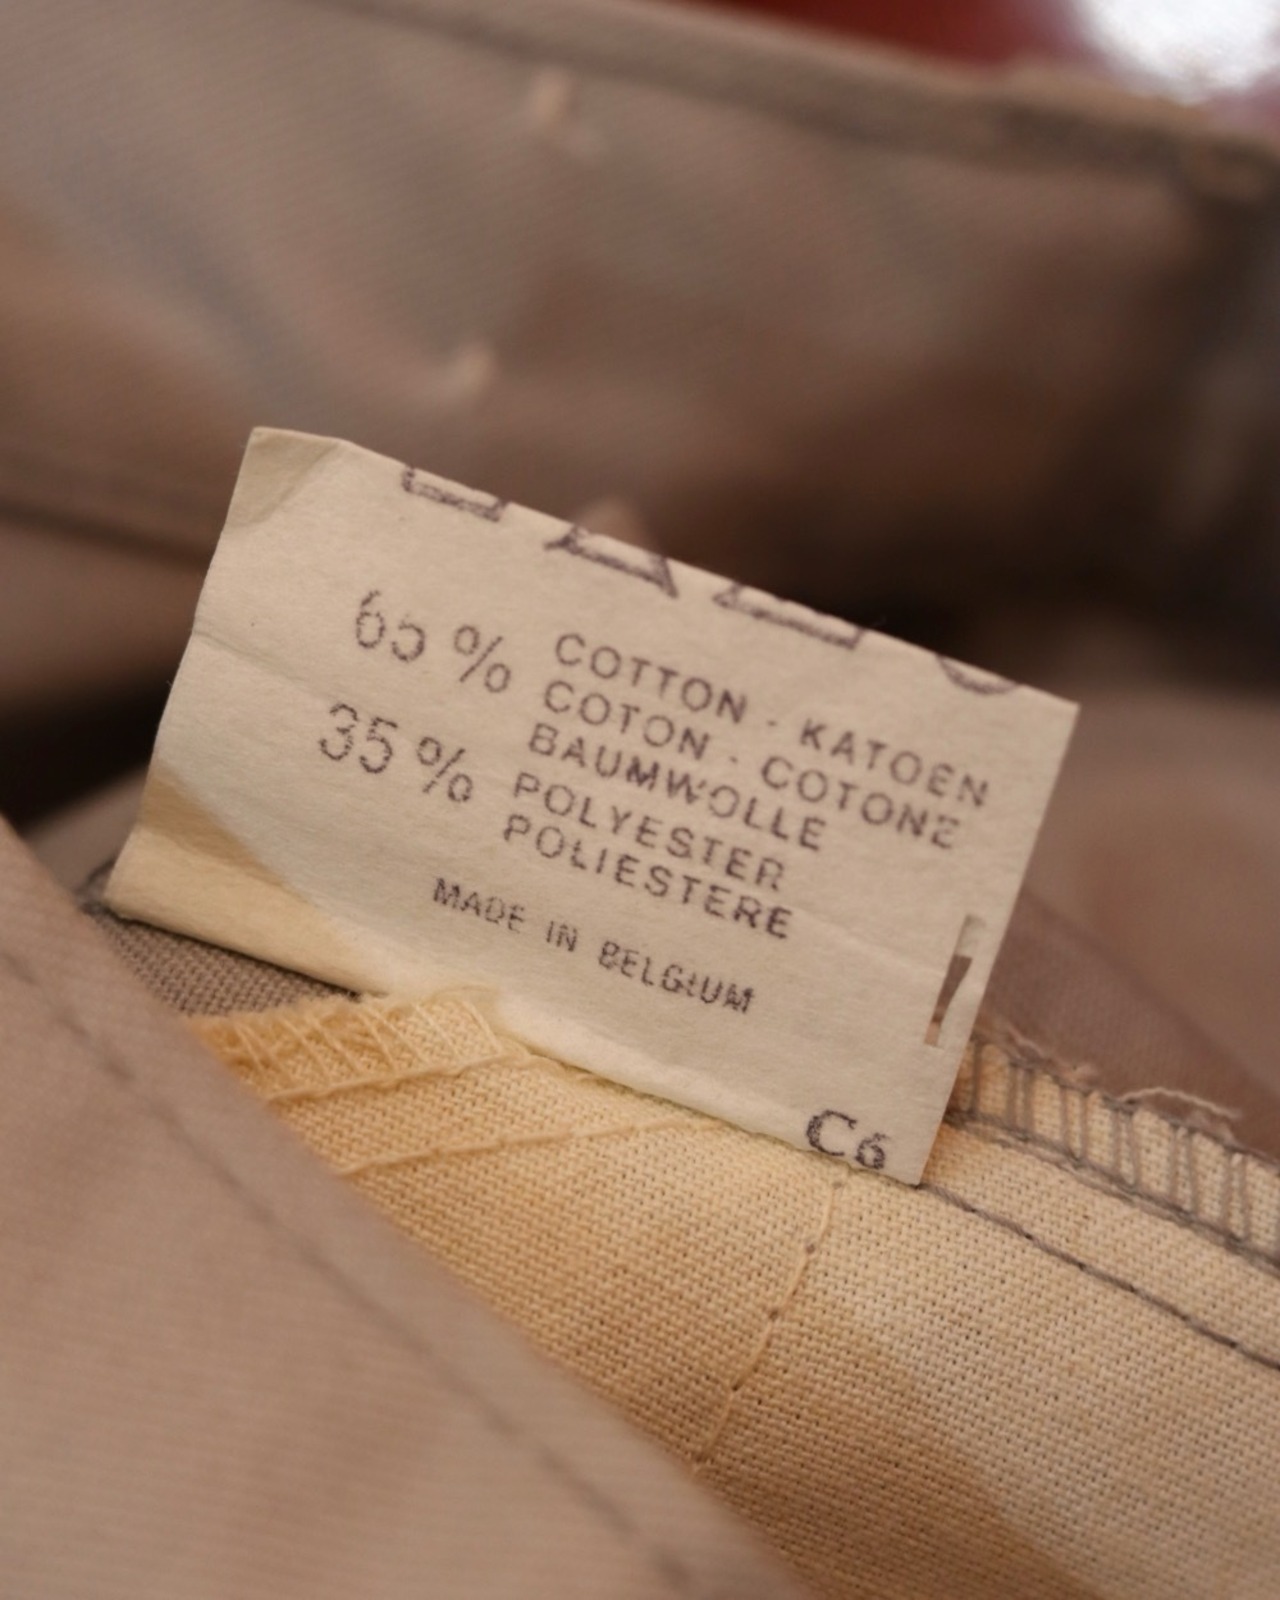 65 % COTTON - KATOEN
COTON - COTONE
BAUMWOLLE
35 % POLYESTER
POLIESTERE
MADE IN BELGIUM
C6